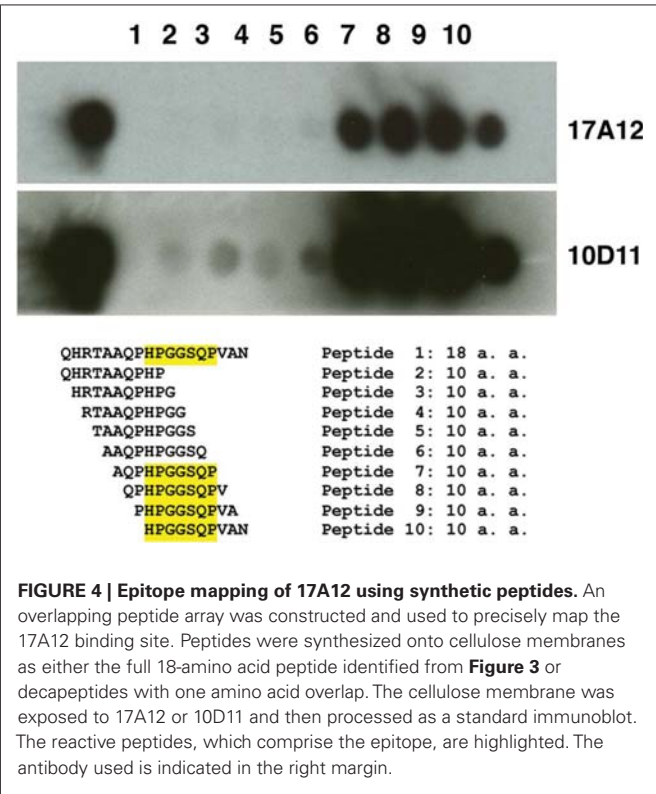 1 2 3 4 5 6 7 8 9 10
17A12
10D11
QHRTAAQPHPGGSQPVAN Peptide 1: 18 a. a.
QHRTAAQPHP Peptide 2: 10 a. a.
HRTAAQPHPG Peptide 3: 10 a. a.
RTAAQPHPGG Peptide 4: 10 a. a.
TAAQPHPGGS Peptide 5: 10 a. a.
AAQPHPGGSQ Peptide 6: 10 a. a.
AQPHPGGSQP Peptide 7: 10 a. a.
QPHPGGSQPV Peptide 8: 10 a. a.
PHPGGSQPVA Peptide 9: 10 a. a.
HPGGSQPVAN Peptide 10: 10 a. a.
FIGURE 4 | Epitope mapping of 17A12 using synthetic peptides. An
overlapping peptide array was constructed and used to precisely map the
17A12 binding site. Peptides were synthesized onto cellulose membranes
as either the full 18-amino acid peptide identified from Figure 3 or
decapeptides with one amino acid overlap. The cellulose membrane was
exposed to 17A12 or 10D11 and then processed as a standard immunoblot.
The reactive peptides, which comprise the epitope, are highlighted. The
antibody used is indicated in the right margin.